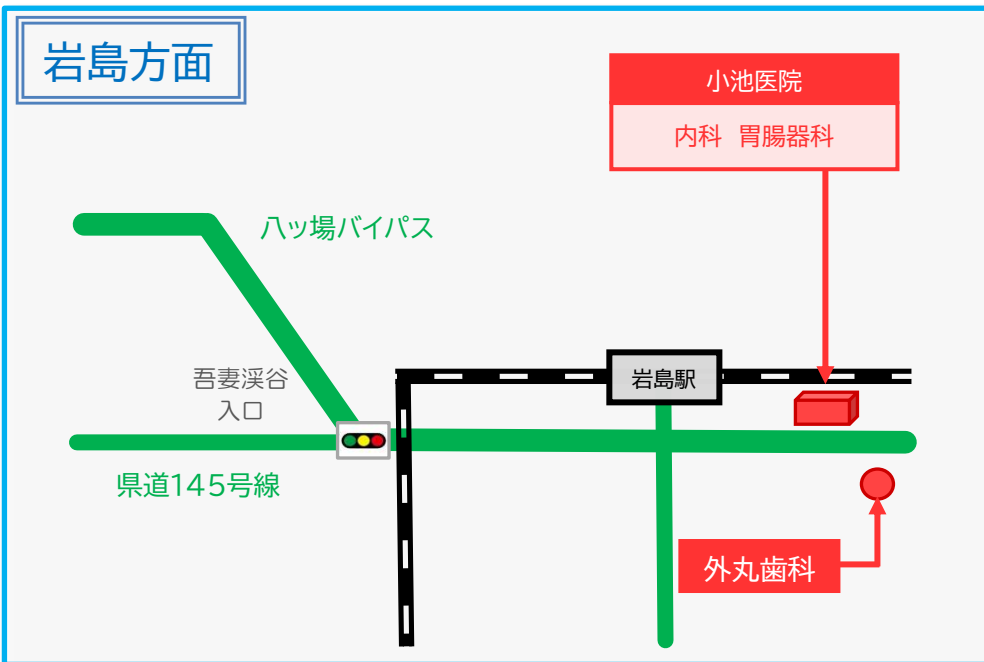 岩島方面
小池医院
内科 胃腸器科
八ッ場バイパス
吾妻渓谷
入口
岩島駅
県道145号線
外丸歯科